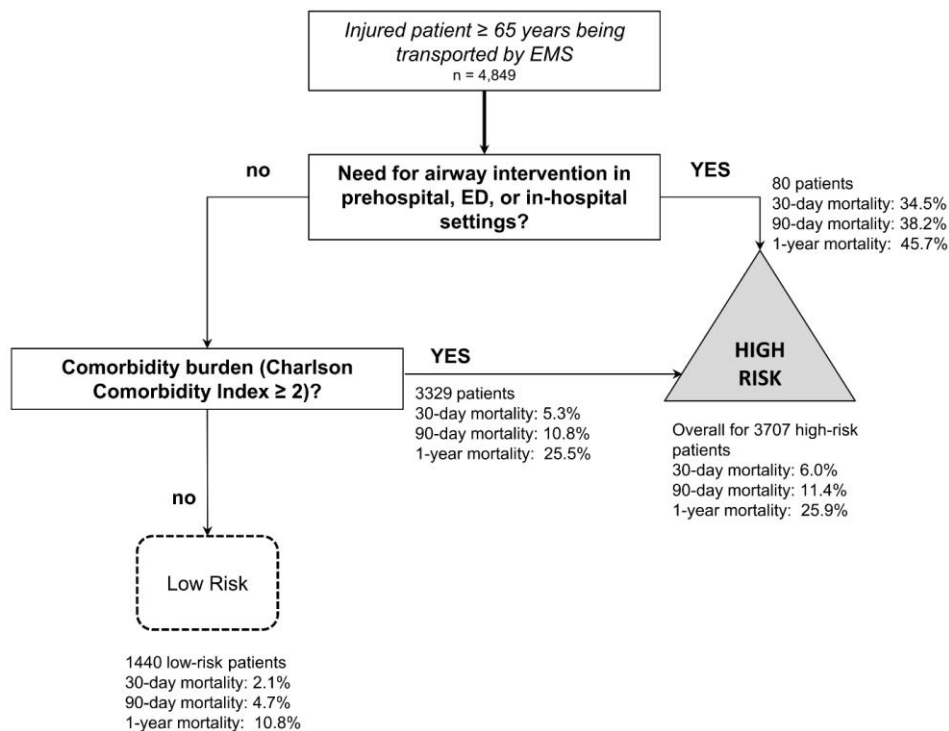 Injured patient ≥ 65 years being
transported by EMS
n = 4,849
no
Need for airway intervention in
prehospital, ED, or in-hospital
settings?
YES
80 patients
30-day mortality: 34.5%
90-day mortality: 38.2%
1-year mortality: 45.7%
Comorbidity burden (Charlson
Comorbidity Index ≥ 2)?
YES
3329 patients
30-day mortality: 5.3%
90-day mortality: 10.8%
1-year mortality: 25.5%
HIGH
RISK
Overall for 3707 high-risk
patients
30-day mortality: 6.0%
90-day mortality: 11.4%
1-year mortality: 25.9%
no
Low Risk
1440 low-risk patients
30-day mortality: 2.1%
90-day mortality: 4.7%
1-year mortality: 10.8%